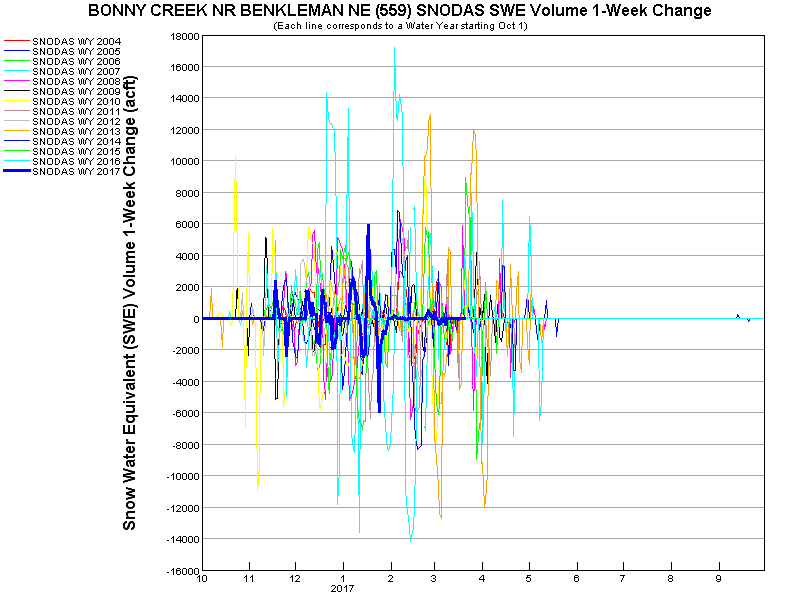 BONNY CREEK NR BENKLEMAN NE (559) SNODAS SWE Volume 1-Week Change
(Each line corresponds to a Water Year starting Oct 1)
SNODAS WY 2004
SNODAS WY 2005
SNODAS WY 2006
SNODAS WY 2007
SNODAS WY 2008
SNODAS WY 2009
SNODAS WY 2010
SNODAS WY 2011
SNODAS WY 2012
SNODAS WY 2013
SNODAS WY 2014
SNODAS WY 2015
SNODAS WY 2016
SNODAS WY 2017
Snow Water Equivalent (SWE) Volume 1-Week Change (acft)
18000
16000
14000
12000
10000
8000
6000
4000
2000
0
-2000
-4000
-6000
-8000
-10000
-12000
-14000
-16000
10 11 12 1 2 3 4 5 6 7 8 9
2017